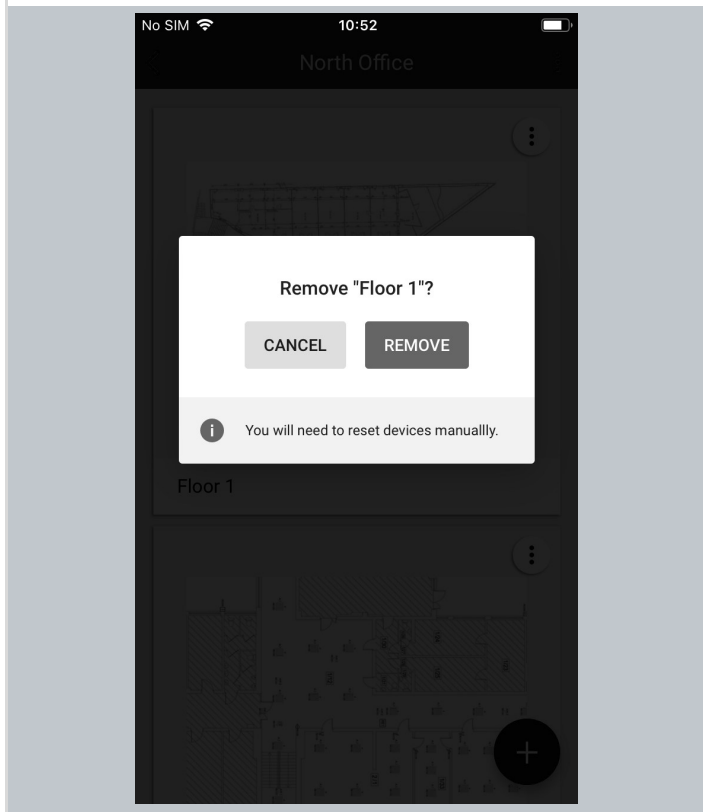 No SIM 10:52
North Office
Remove "Floor 1"?
CANCEL REMOVE
You will need to reset devices manuallly.
Floor 1